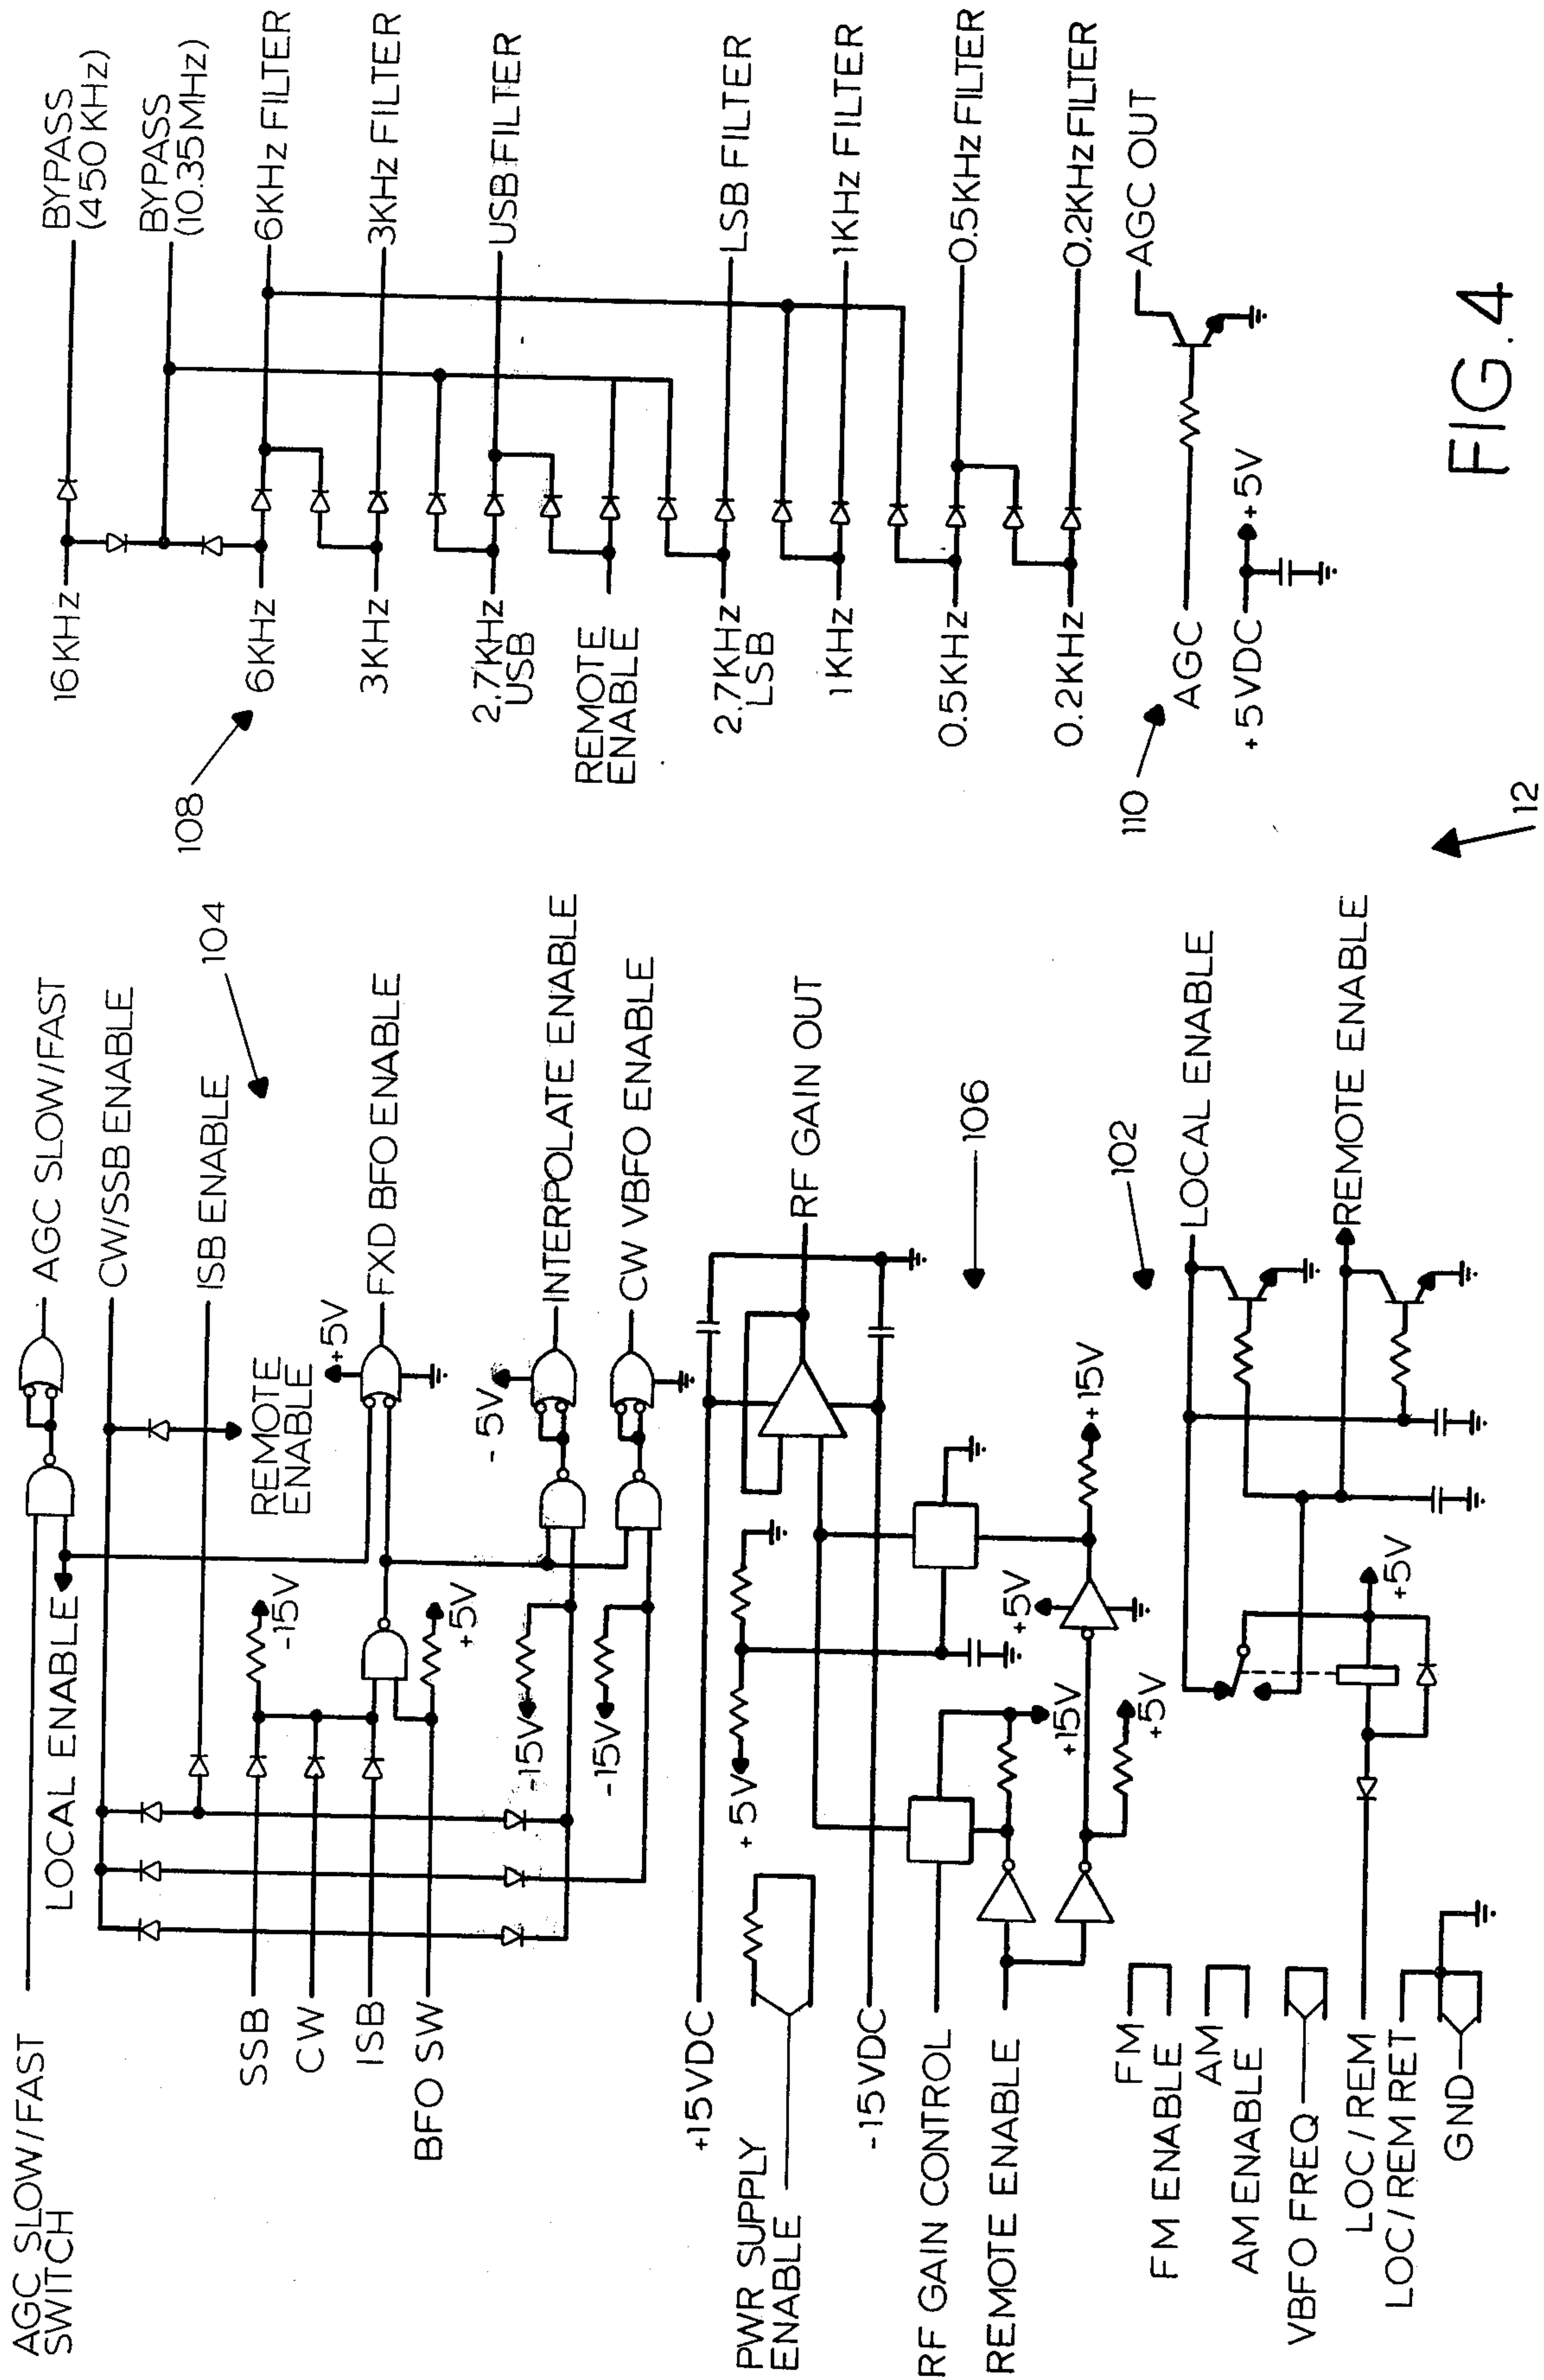 AGC SLOW/FAST
SWITCH
AGC SLOW/FAST
CW/SSB ENABLE
LOCAL ENABLE
ISB ENABLE
104
REMOTE
ENABLE
SSB
-15V
+5V
CW
ISB
FXD BFO ENABLE
BFO SW
+5V
-5V
-15V
INTERPOLATE ENABLE
-15V
CW VBFO ENABLE
+15VDC
PWR SUPPLY
ENABLE
+5V
RF GAIN OUT
-15VDC
RF GAIN CONTROL
106
REMOTE ENABLE
+5V
+15V
+15V
+5V
FM
FM ENABLE
102
AM
AM ENABLE
LOCAL ENABLE
VBFO FREQ
LOC/REM
REMOTE ENABLE
LOC/REM RET
+5V
GND
16KHz
BYPASS
(450KHz)
BYPASS
(10.35MHz)
108
6KHz
6KHz FILTER
3KHz
3KHz FILTER
2.7KHz
USB
USB FILTER
REMOTE
ENABLE
2.7KHz
LSB
LSB FILTER
1KHz
1KHz FILTER
0.5KHz
0.5KHz FILTER
0.2KHz
0.2KHz FILTER
110
AGC
AGC OUT
+5VDC
+5V
12
FIG. 4